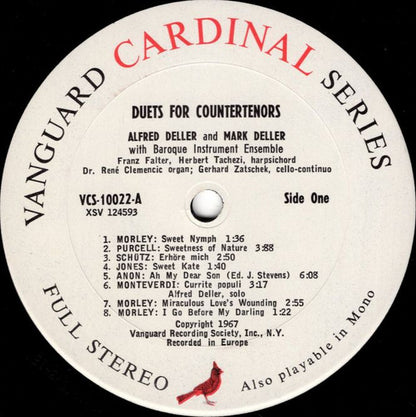 VANGUARD CARDINAL SERIES
DUETS FOR COUNTERTENORS
ALFRED DELLER and MARK DELLER
with Baroque Instrument Ensemble
Franz Falter, Herbert Tachezi, harpsichord
Dr. René Clemencic organ; Gerhard Zatschek, cello-continuo
VCS-10022-A
Side One
XSV 124593
1. MORLEY: Sweet Nymph 1:36
2. PURCELL: Sweetness of Nature 3:88
3. SCHÜTZ: Erhöre mich 2:50
4. JONES: Sweet Kate 1:40
5. ANON: Ah My Dear Son (Ed. J. Stevens) 6:08
6. MONTEVERDI: Currite populi 3:17
Alfred Deller, solo
7. MORLEY: Miraculous Love's Wounding 2:55
8. MORLEY: I Go Before My Darling 1:22
Copyright 1967
Vanguard Recording Society, Inc., N.Y.
Recorded in Europe
FULL STEREO
Also playable in Mono